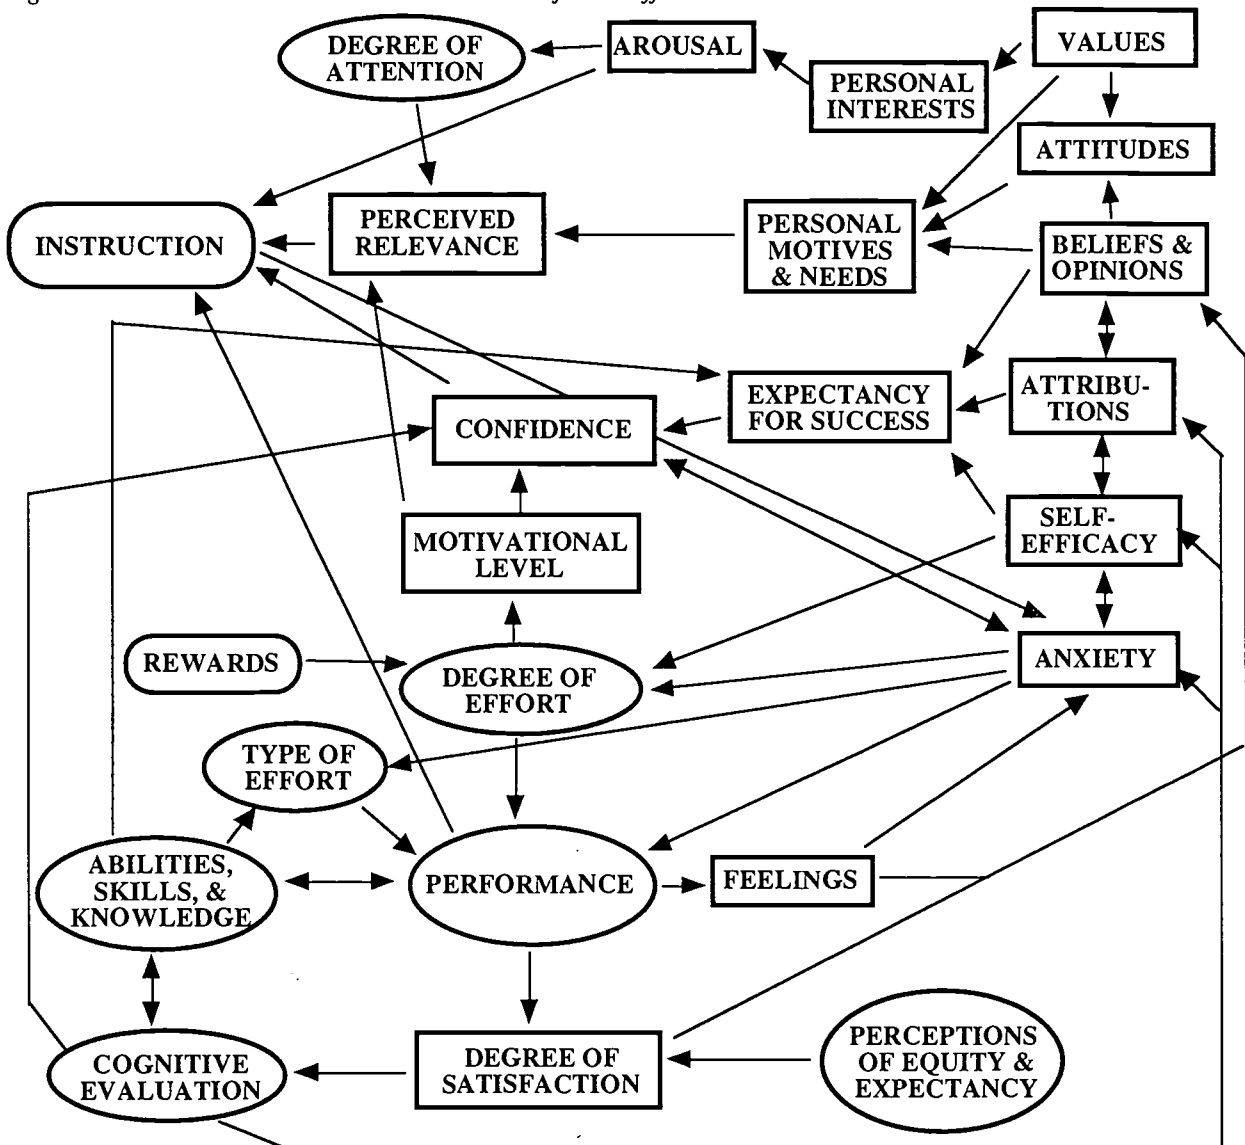 DEGREE OF
ATTENTION
AROUSAL
VALUES
PERSONAL
INTERESTS
ATTITUDES
INSTRUCTION
PERCEIVED
RELEVANCE
PERSONAL
MOTIVES
& NEEDS
BELIEFS &
OPINIONS
EXPECTANCY
FOR SUCCESS
ATTRIBU-
TIONS
CONFIDENCE
MOTIVATIONAL
LEVEL
SELF-
EFFICACY
REWARDS
DEGREE OF
EFFORT
ANXIETY
TYPE OF
EFFORT
ABILITIES,
SKILLS, &
KNOWLEDGE
PERFORMANCE
FEELINGS
COGNITIVE
EVALUATION
DEGREE OF
SATISFACTION
PERCEPTIONS
OF EQUITY &
EXPECTANCY